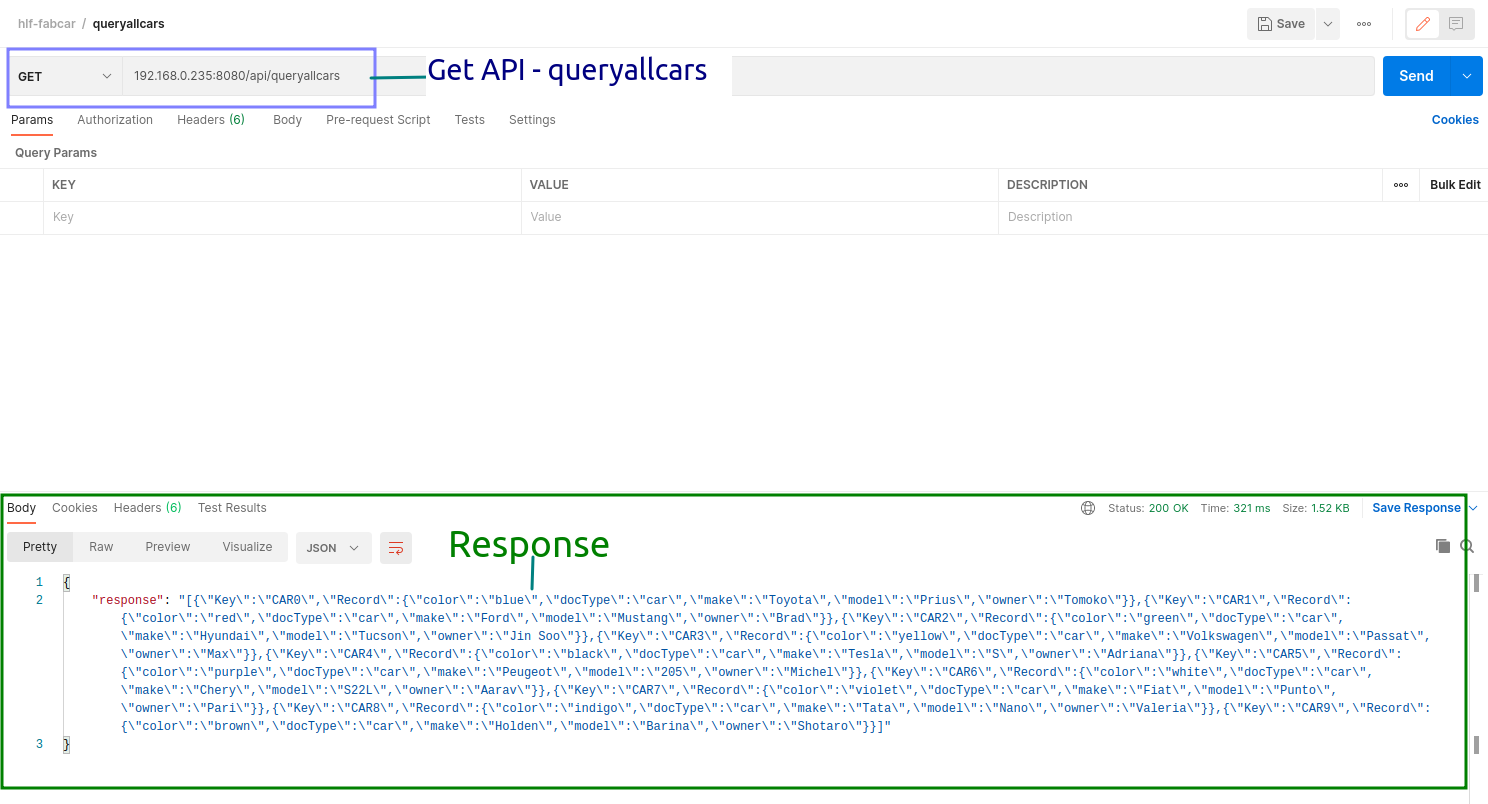 hlf-fabcar / queryallcars
Save
GET 192.168.0.235:8080/api/queryallcars
Get API - queryallcars
Send
Params Authorization Headers (6) Body Pre-request Script Tests Settings Cookies
Query Params
KEY VALUE DESCRIPTION Bulk Edit
Key Value Description
Body Cookies Headers (6) Test Results Status: 200 OK Time: 321 ms Size: 1.52 KB Save Response
Pretty Raw Preview Visualize JSON
Response
1 {
2 "response": "[{\"Key\":\"CAR0\",\"Record\":{\"color\":\"blue\",\"docType\":\"car\",\"make\":\"Toyota\",\"model\":\"Prius\",\"owner\":\"Tomoko\"}},{\"Key\":\"CAR1\",\"Record\":
{\"color\":\"red\",\"docType\":\"car\",\"make\":\"Ford\",\"model\":\"Mustang\",\"owner\":\"Brad\"}},{\"Key\":\"CAR2\",\"Record\":{\"color\":\"green\",\"docType\":\"car\",
\"make\":\"Hyundai\",\"model\":\"Tucson\",\"owner\":\"Jin Soo\"}},{\"Key\":\"CAR3\",\"Record\":{\"color\":\"yellow\",\"docType\":\"car\",\"make\":\"Volkswagen\",\"model\":\"Passat\",
\"owner\":\"Max\"}},{\"Key\":\"CAR4\",\"Record\":{\"color\":\"black\",\"docType\":\"car\",\"make\":\"Tesla\",\"model\":\"S\",\"owner\":\"Adriana\"}},{\"Key\":\"CAR5\",\"Record\":
{\"color\":\"purple\",\"docType\":\"car\",\"make\":\"Peugeot\",\"model\":\"205\",\"owner\":\"Michel\"}},{\"Key\":\"CAR6\",\"Record\":{\"color\":\"white\",\"docType\":\"car\",
\"make\":\"Chery\",\"model\":\"S22L\",\"owner\":\"Aarav\"}},{\"Key\":\"CAR7\",\"Record\":{\"color\":\"violet\",\"docType\":\"car\",\"make\":\"Fiat\",\"model\":\"Punto\",
\"owner\":\"Pari\"}},{\"Key\":\"CAR8\",\"Record\":{\"color\":\"indigo\",\"docType\":\"car\",\"make\":\"Tata\",\"model\":\"Nano\",\"owner\":\"Valeria\"}},{\"Key\":\"CAR9\",\"Record\":
{\"color\":\"brown\",\"docType\":\"car\",\"make\":\"Holden\",\"model\":\"Barina\",\"owner\":\"Shotaro\"}}]"
3 }